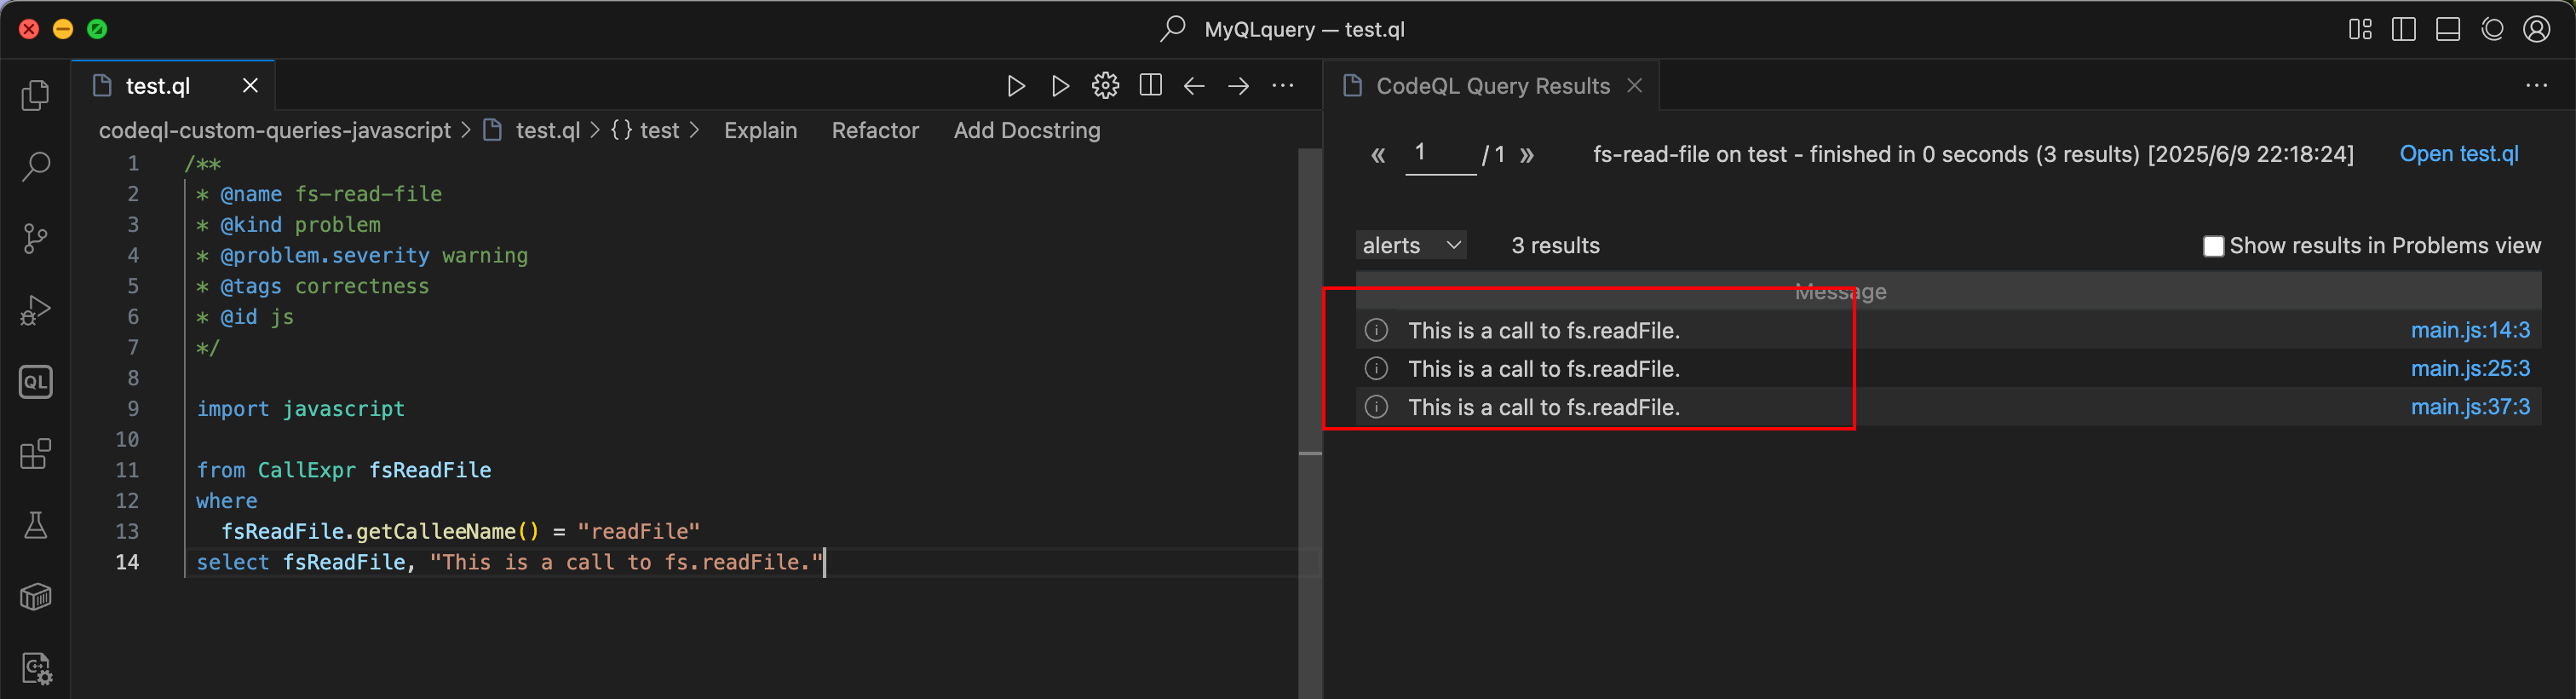 MyQLquery — test.ql
test.ql
CodeQL Query Results
codeql-custom-queries-javascript > test.ql > {} test > Explain Refactor Add Docstring
1 /**
2 * @name fs-read-file
3 * @kind problem
4 * @problem.severity warning
5 * @tags correctness
6 * @id js
7 */
8
9 import javascript
10
11 from CallExpr fsReadFile
12 where
13 fsReadFile.getCalleeName() = "readFile"
14 select fsReadFile, "This is a call to fs.readFile."
QL
C++
« 1 / 1 » fs-read-file on test - finished in 0 seconds (3 results) [2025/6/9 22:18:24] Open test.ql
alerts 3 results Show results in Problems view
Message
This is a call to fs.readFile. main.js:14:3
This is a call to fs.readFile. main.js:25:3
This is a call to fs.readFile. main.js:37:3